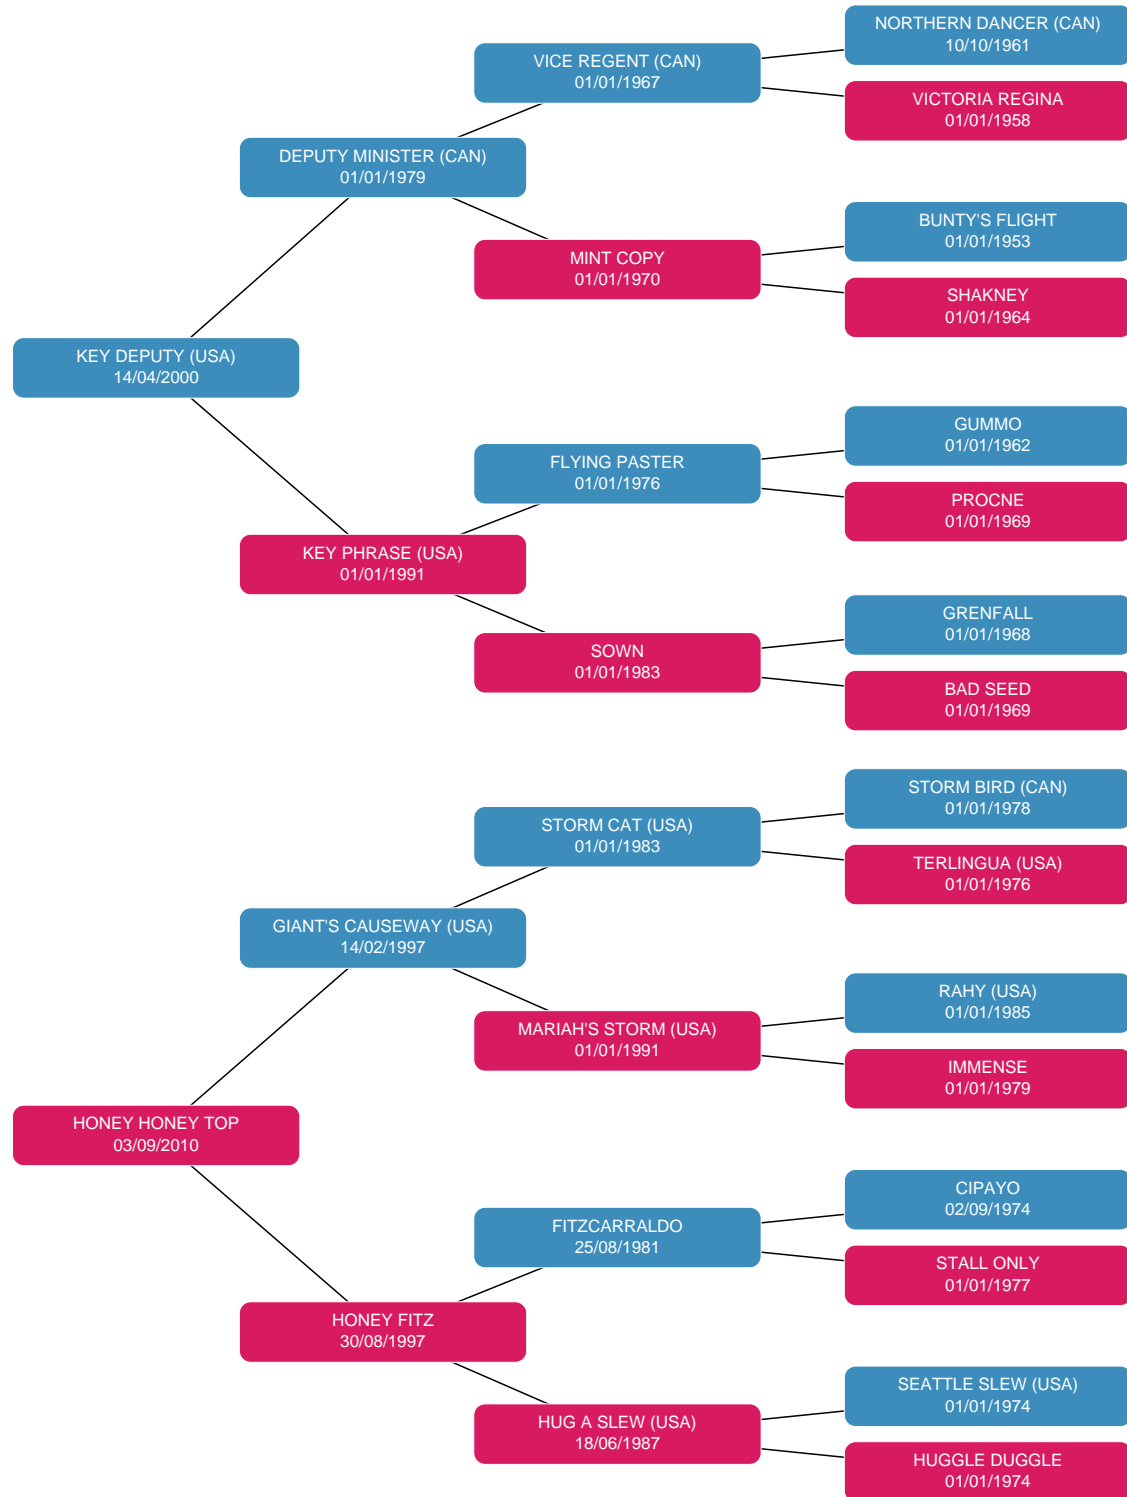 NORTHERN DANCER (CAN)
10/10/1961
VICE REGENT (CAN)
01/01/1967
VICTORIA REGINA
01/01/1958
DEPUTY MINISTER (CAN)
01/01/1979
BUNTY'S FLIGHT
01/01/1953
MINT COPY
01/01/1970
SHAKNEY
01/01/1964
KEY DEPUTY (USA)
14/04/2000
GUMMO
01/01/1962
FLYING PASTER
01/01/1976
PROCNE
01/01/1969
KEY PHRASE (USA)
01/01/1991
GRENFALL
01/01/1968
SOWN
01/01/1983
BAD SEED
01/01/1969
STORM BIRD (CAN)
01/01/1978
STORM CAT (USA)
01/01/1983
TERLINGUA (USA)
01/01/1976
GIANT'S CAUSEWAY (USA)
14/02/1997
RAHY (USA)
01/01/1985
MARIAH'S STORM (USA)
01/01/1991
IMMENSE
01/01/1979
HONEY HONEY TOP
03/09/2010
CIPAYO
02/09/1974
FITZCARRALDO
25/08/1981
STALL ONLY
01/01/1977
HONEY FITZ
30/08/1997
SEATTLE SLEW (USA)
01/01/1974
HUG A SLEW (USA)
18/06/1987
HUGGLE DUGGLE
01/01/1974